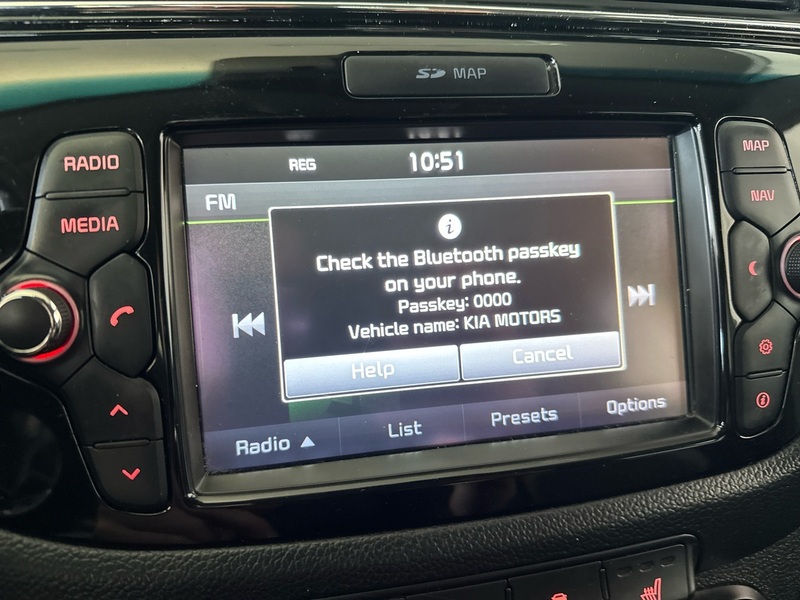 SD MAP
RADIO
MEDIA
MAP
NAV
REG 10:51
FM
i
Check the Bluetooth passkey
on your phone.
Passkey: 0000
Vehicle name: KIA MOTORS
Help Cancel
Radio ▲ List Presets Options